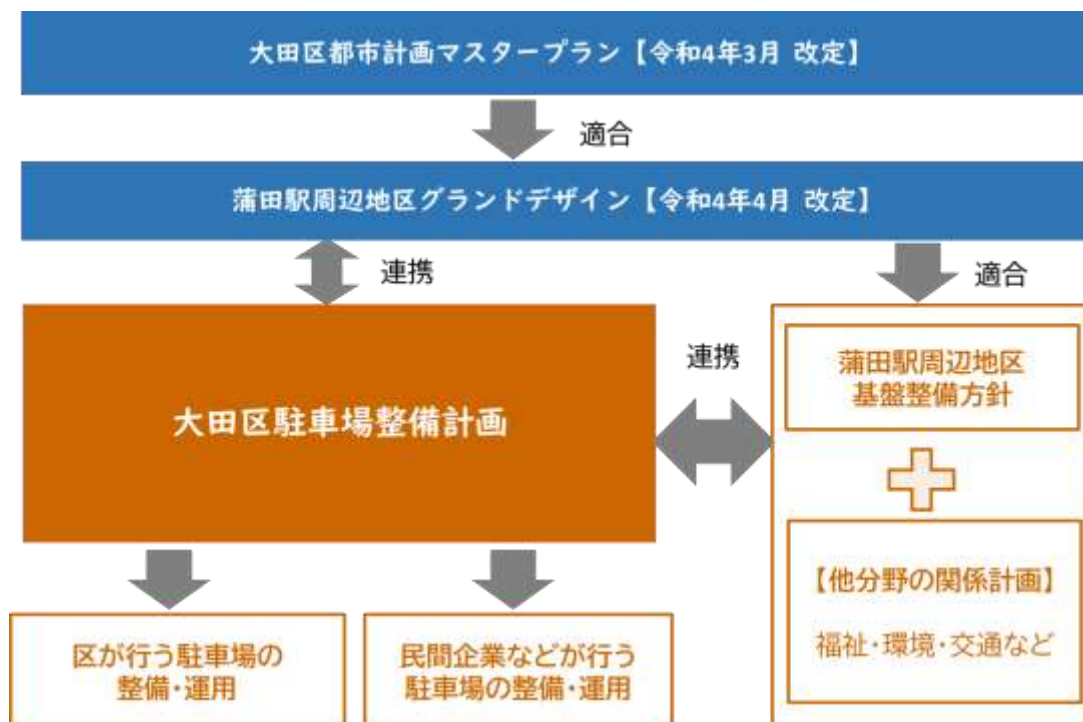 大田区都市計画マスタープラン【令和4年3月 改定】
適合
蒲田駅周辺地区グランドデザイン【令和4年4月 改定】
連携
適合
大田区駐車場整備計画
連携
蒲田駅周辺地区
基盤整備方針
【他分野の関係計画】
福祉・環境・交通など
区が行う駐車場の
整備・運用
民間企業などが行う
駐車場の整備・運用